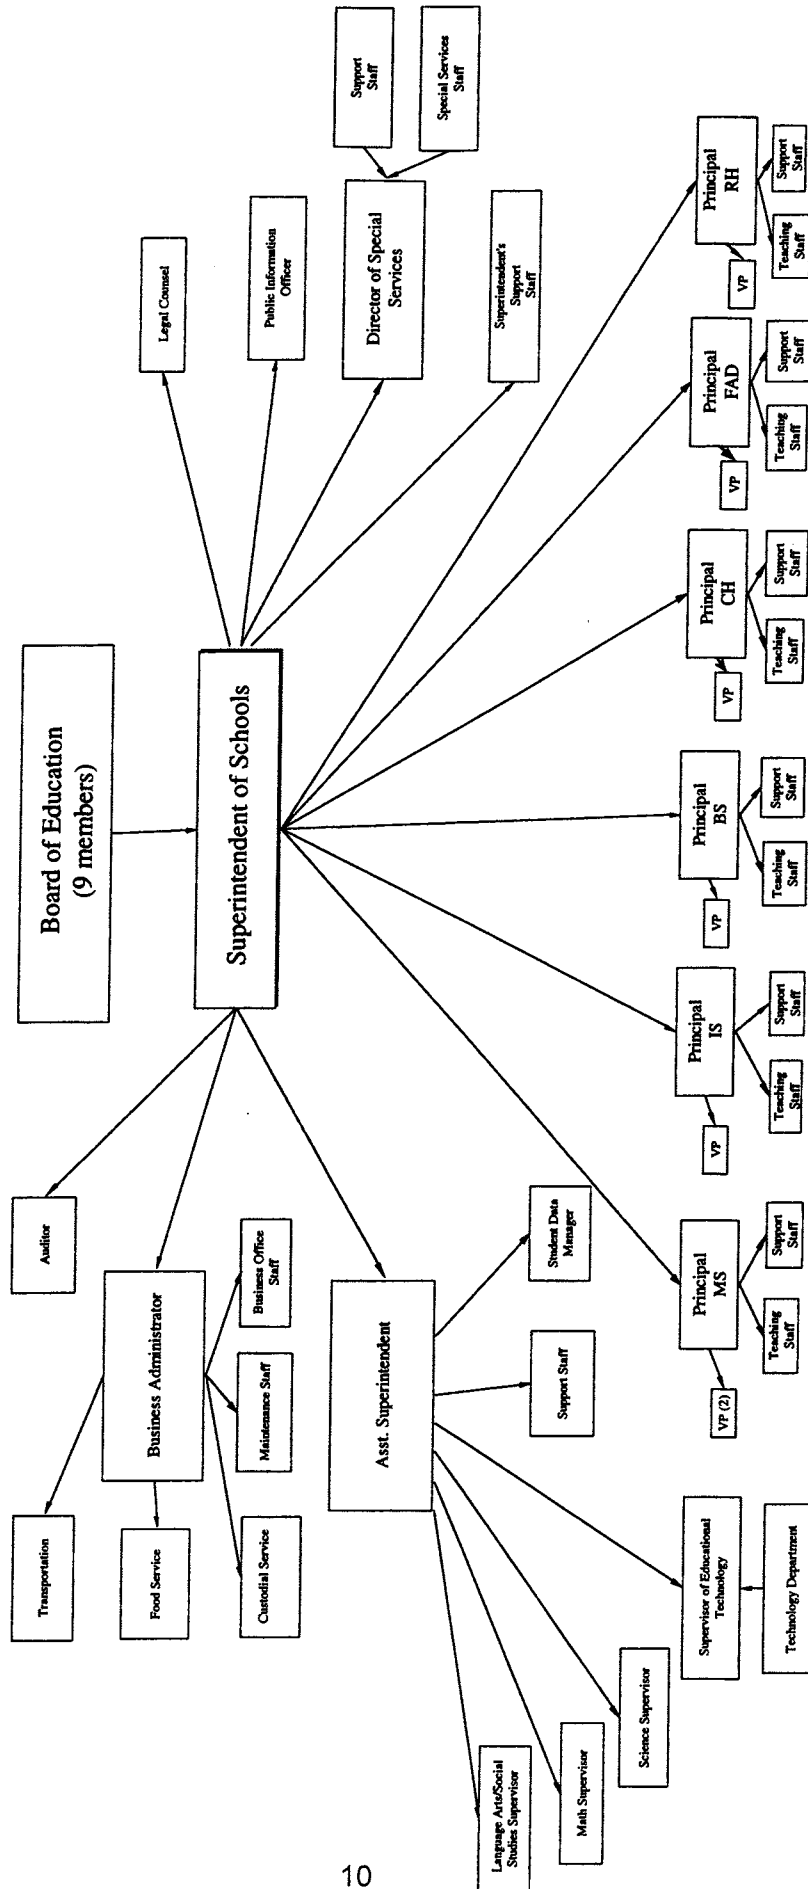 Board of Education
(9 members)
Superintendent of Schools
Legal Counsel
Public Information
Officer
Director of Special
Services
Support
Staff
Special Services
Staff
Superintendent's
Support
Staff
Auditor
Business Administrator
Transportation
Food Service
Custodial Service
Maintenance Staff
Business Office
Staff
Asst. Superintendent
Student Data
Manager
Support Staff
Language Arts/Social
Studies Supervisor
Math Supervisor
Science Supervisor
Supervisor of Educational
Technology
Technology Department
Principal
MS
VP (2)
Teaching
Staff
Support
Staff
Principal
IS
VP
Teaching
Staff
Support
Staff
Principal
BS
VP
Teaching
Staff
Support
Staff
Principal
CH
VP
Teaching
Staff
Support
Staff
Principal
FAD
VP
Teaching
Staff
Support
Staff
Principal
RH
VP
Teaching
Staff
Support
Staff
10